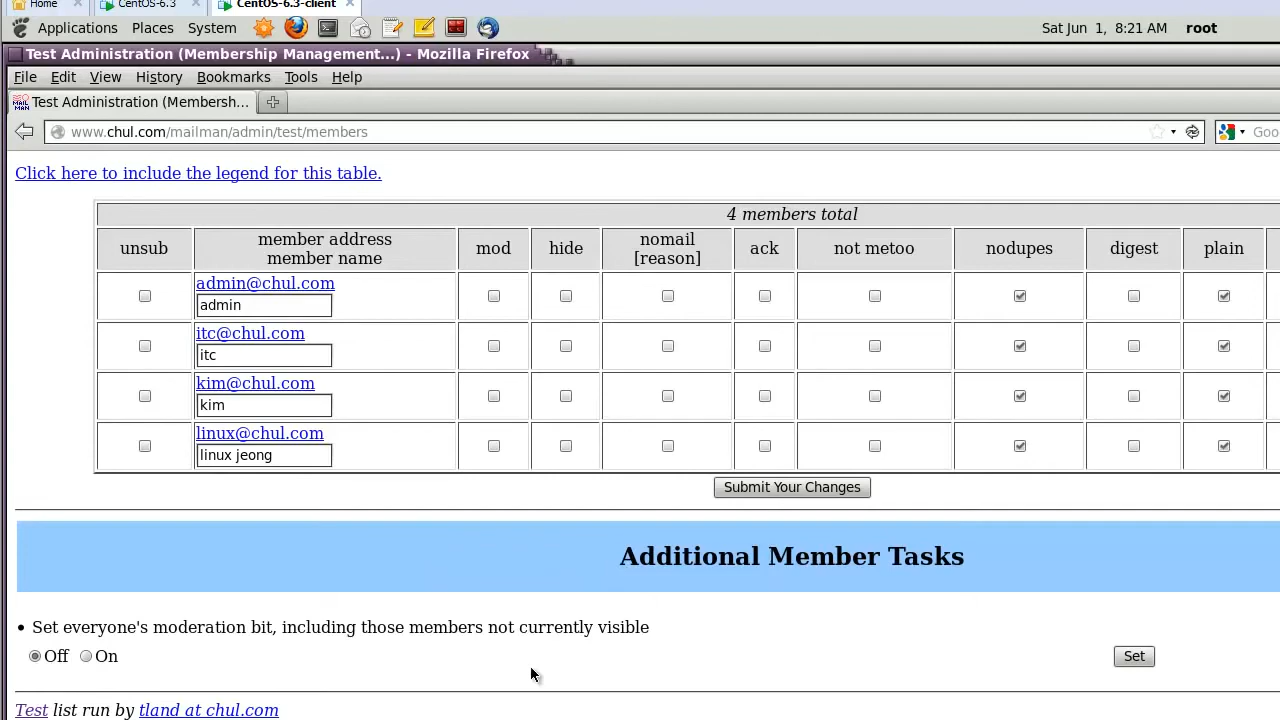 Home
CentOS-6.3
CentOS-6.3-client
Applications Places System
Sat Jun 1, 8:21 AM root
Test Administration (Membership Management...) - Mozilla Firefox
File Edit View History Bookmarks Tools Help
Test Administration (Membersh...
www.chul.com/mailman/admin/test/members
Goo
Click here to include the legend for this table.
4 members total
unsub
member address
member name
mod
hide
nomail
[reason]
ack
not metoo
nodupes
digest
plain
admin@chul.com
admin
itc@chul.com
itc
kim@chul.com
kim
linux@chul.com
linux jeong
Submit Your Changes
Additional Member Tasks
• Set everyone's moderation bit, including those members not currently visible
Off On
Set
Test list run by tland at chul.com